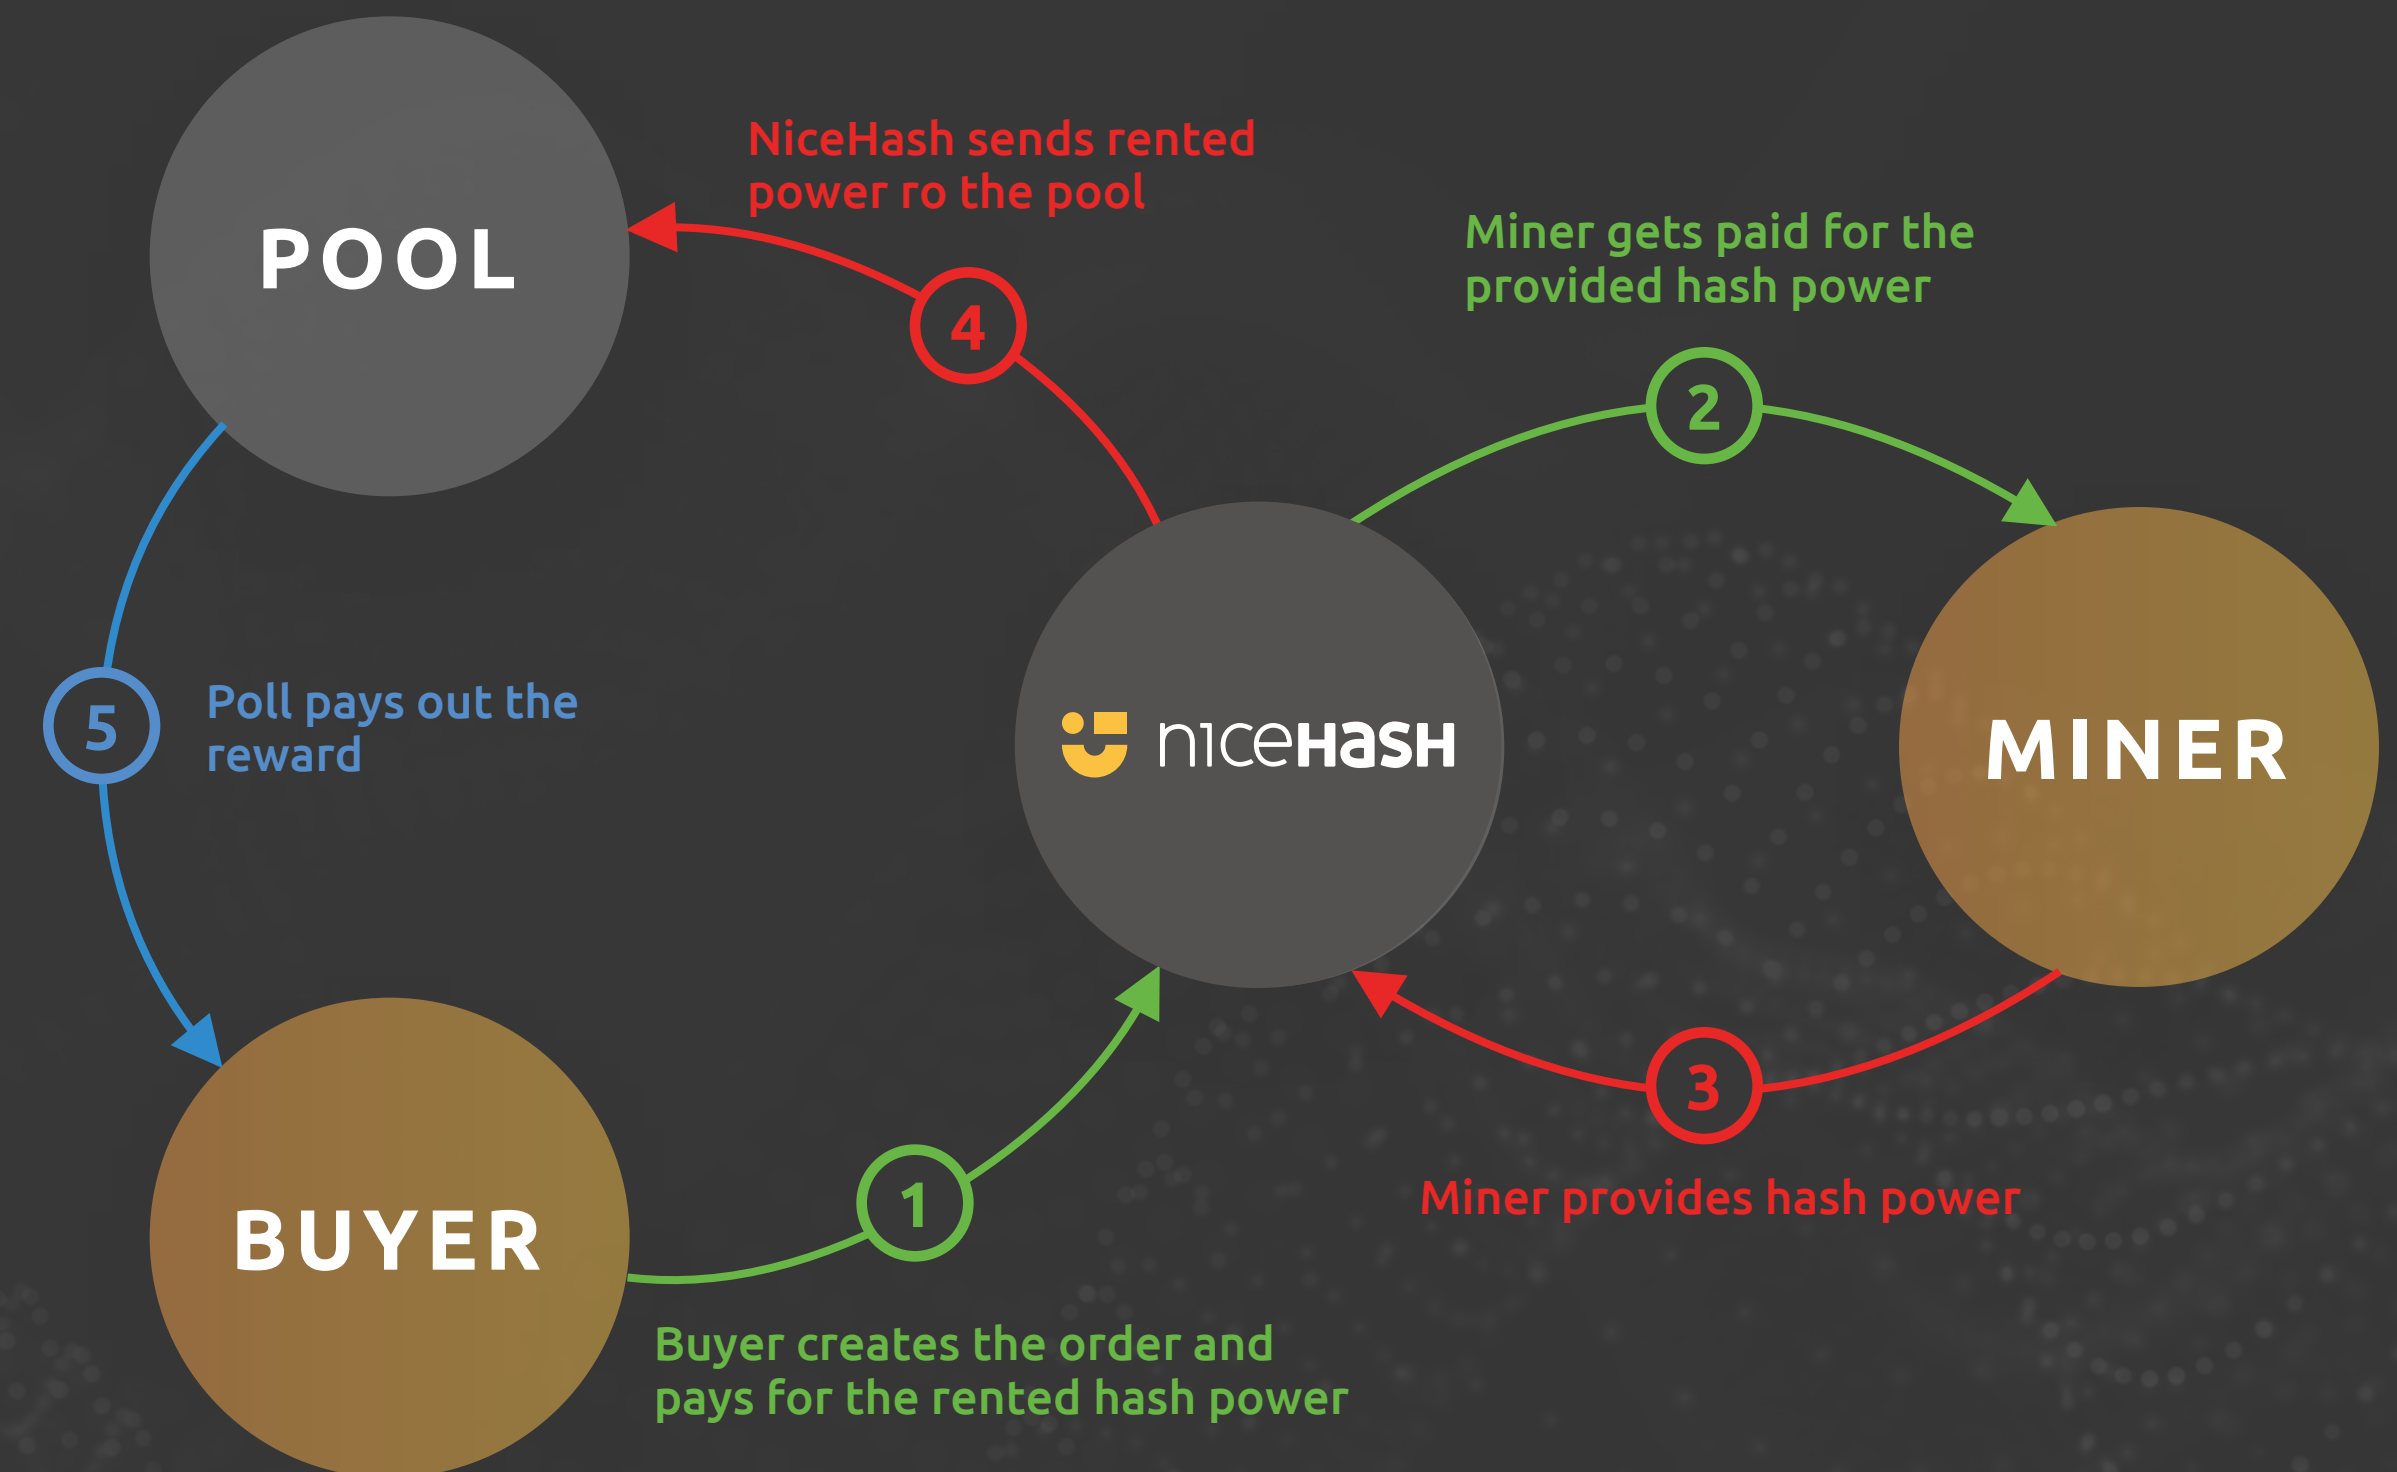 POOL
NiceHash sends rented
power ro the pool
4
Miner gets paid for the
provided hash power
2
5
Poll pays out the
reward
niceHASH
MINER
3
Miner provides hash power
BUYER
1
Buyer creates the order and
pays for the rented hash power